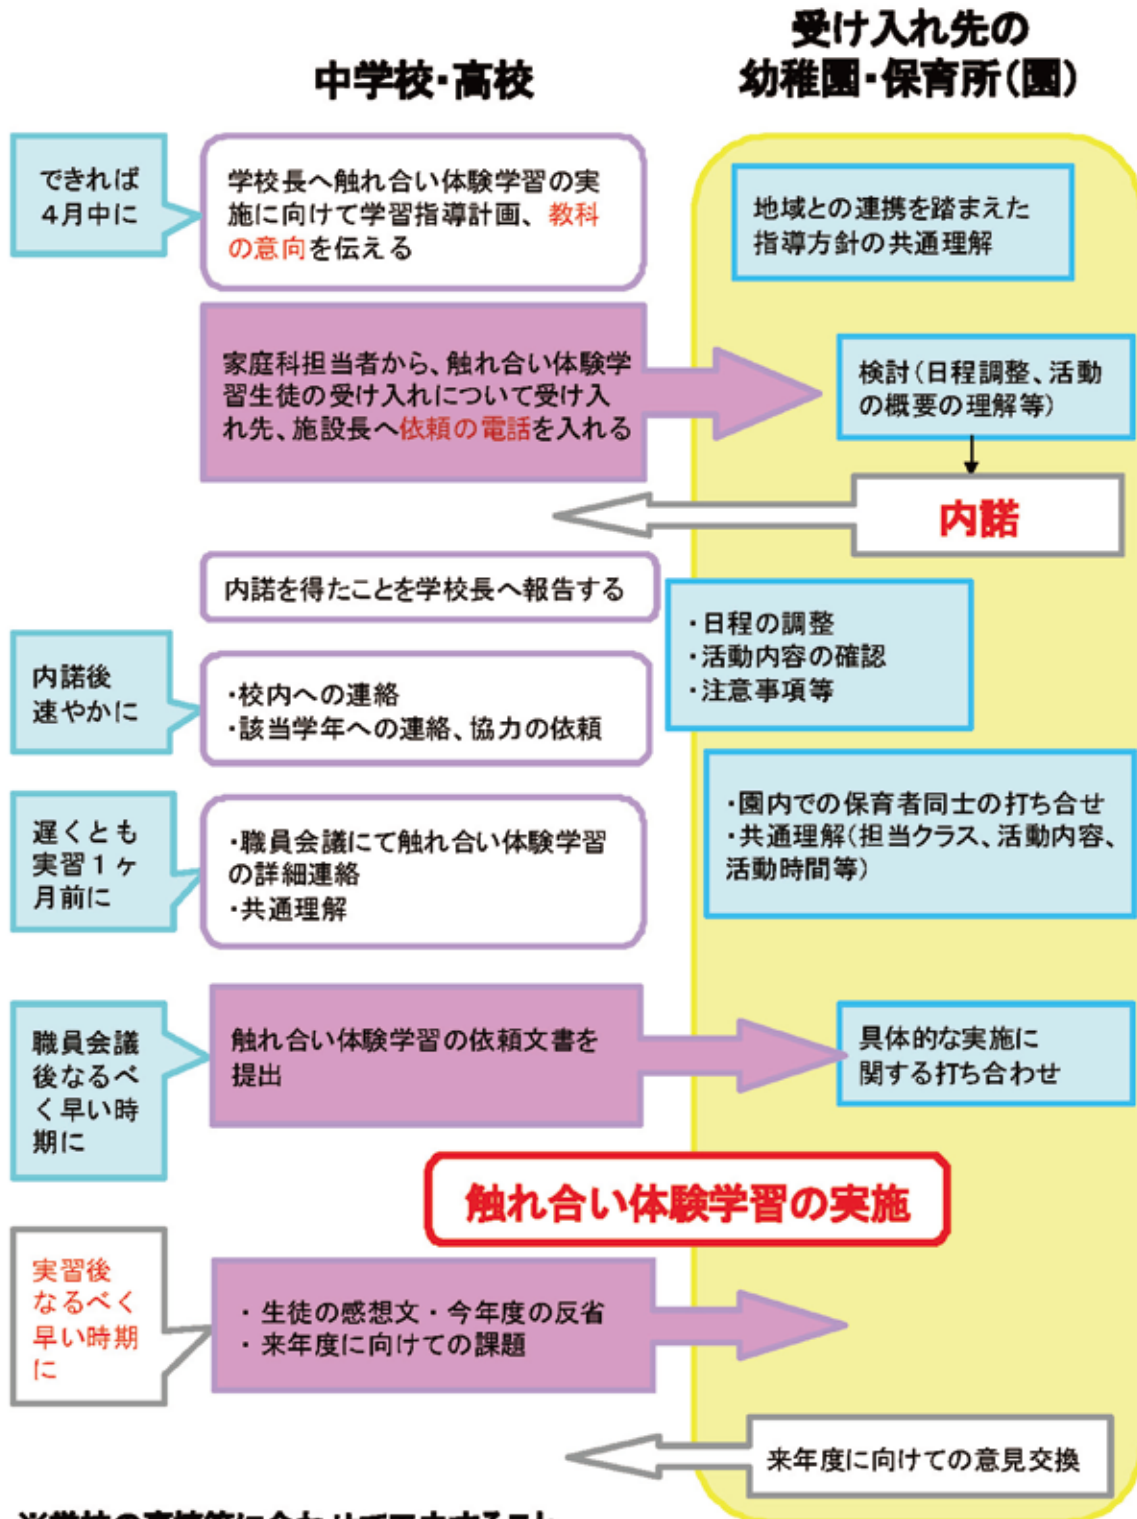 受け入れ先の
中学校・高校
幼稚園・保育所(園)
できれば
4月中に
学校長へ触れ合い体験学習の実
施に向けて学習指導計画、教科
の意向を伝える
地域との連携を踏まえた
指導方針の共通理解
家庭科担当者から、触れ合い体験学
習生徒の受け入れについて受け入
れ先、施設長へ依頼の電話を入れる
検討(日程調整、活動
の概要の理解等)
内諾
内諾を得たことを学校長へ報告する
・日程の調整
・活動内容の確認
・注意事項等
内諾後
速やかに
・校内への連絡
・該当学年への連絡、協力の依頼
遅くとも
実習1ヶ
月前に
・職員会議にて触れ合い体験学習
の詳細連絡
・共通理解
・園内での保育者同士の打ち合せ
・共通理解(担当クラス、活動内容、
活動時間等)
職員会議
後なるべ
く早い時
期に
触れ合い体験学習の依頼文書を
提出
具体的な実施に
関する打ち合わせ
触れ合い体験学習の実施
実習後
なるべく
早い時期
に
・生徒の感想文・今年度の反省
・来年度に向けての課題
来年度に向けての意見交換